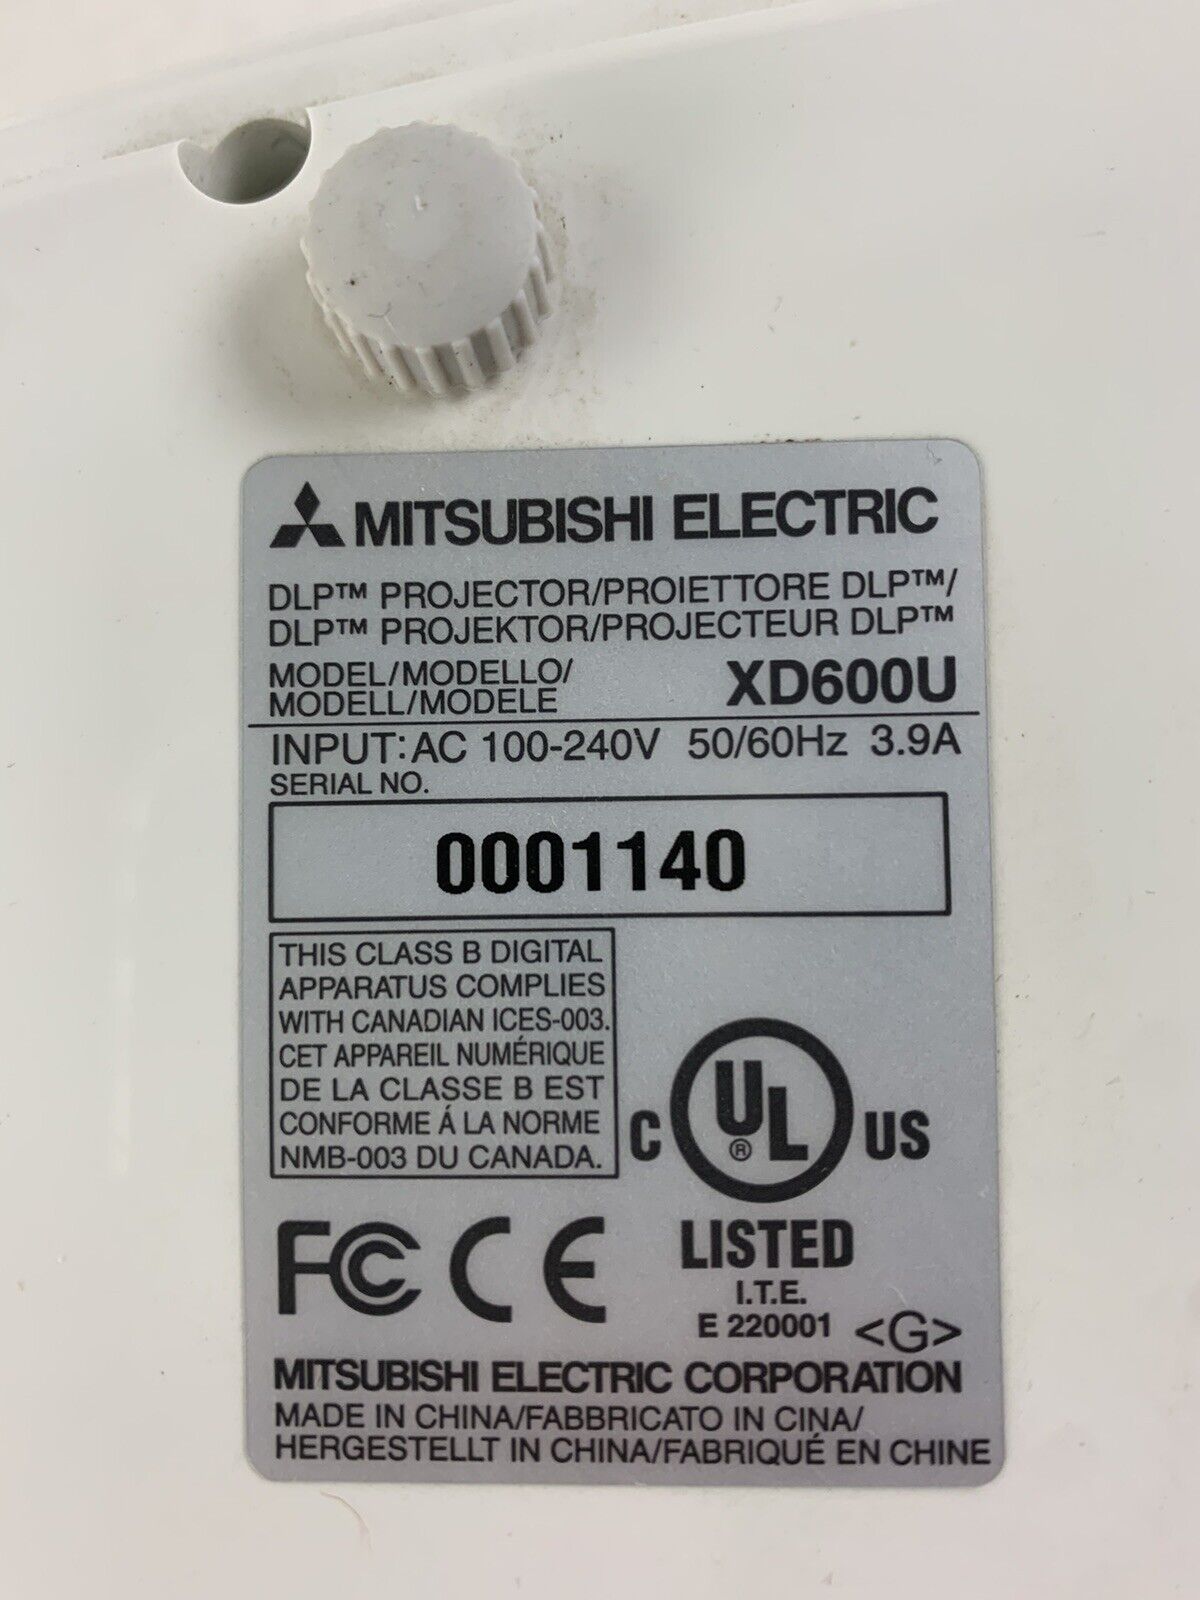 MITSUBISHI ELECTRIC
DLP™ PROJECTOR/PROIETTORE DLP™/
DLP™ PROJEKTOR/PROJECTEUR DLP™
MODEL/MODELLO/
MODELL/MODELE XD600U
INPUT:AC 100-240V 50/60Hz 3.9A
SERIAL NO.
0001140
THIS CLASS B DIGITAL
APPARATUS COMPLIES
WITH CANADIAN ICES-003.
CET APPAREIL NUMÉRIQUE
DE LA CLASSE B EST
CONFORME Á LA NORME
NMB-003 DU CANADA.
C UL® US
LISTED
I.T.E.
E 220001 <G>
FC CE
MITSUBISHI ELECTRIC CORPORATION
MADE IN CHINA/FABBRICATO IN CINA/
HERGESTELLT IN CHINA/FABRIQUÉ EN CHINE